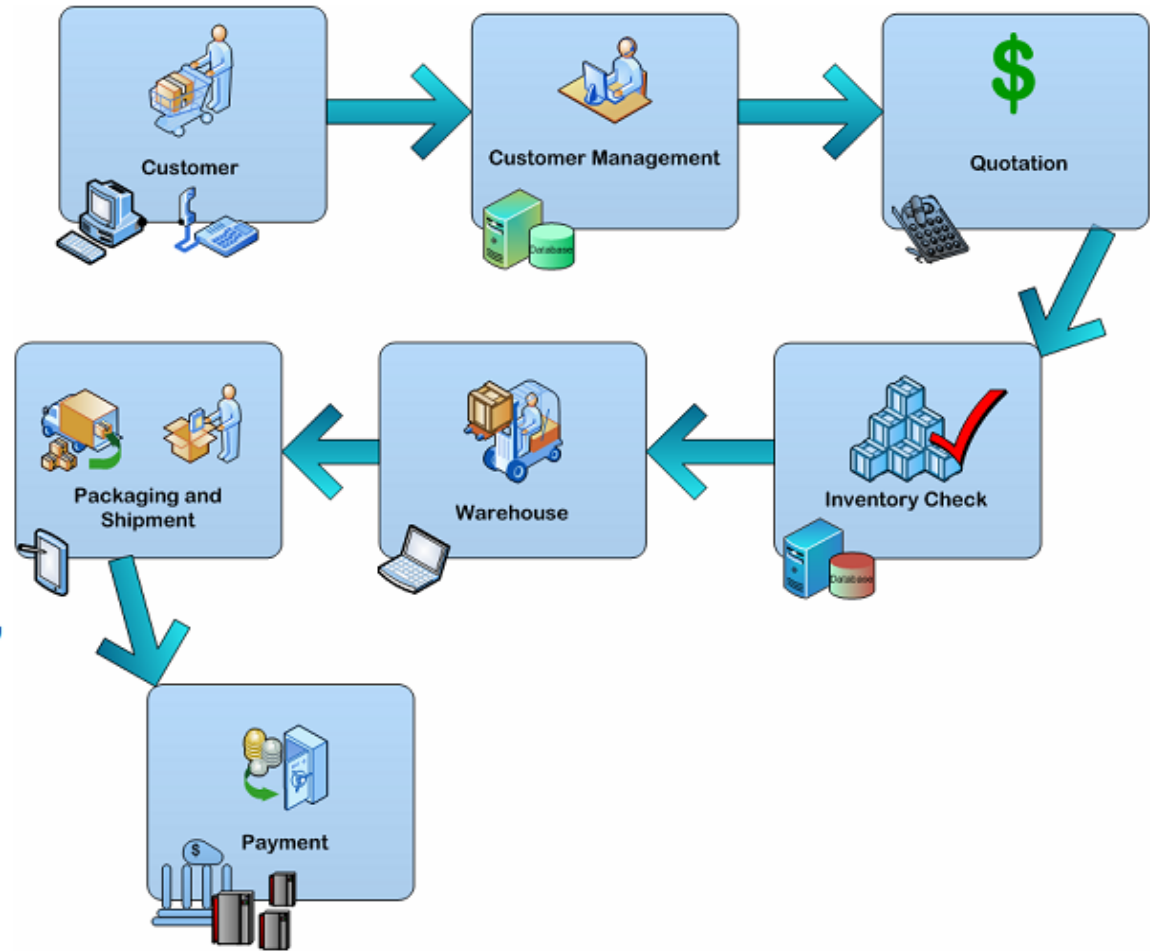 Customer
Customer Management
Database
$
Quotation
Packaging and
Shipment
Warehouse
Inventory Check
Database
Payment
$